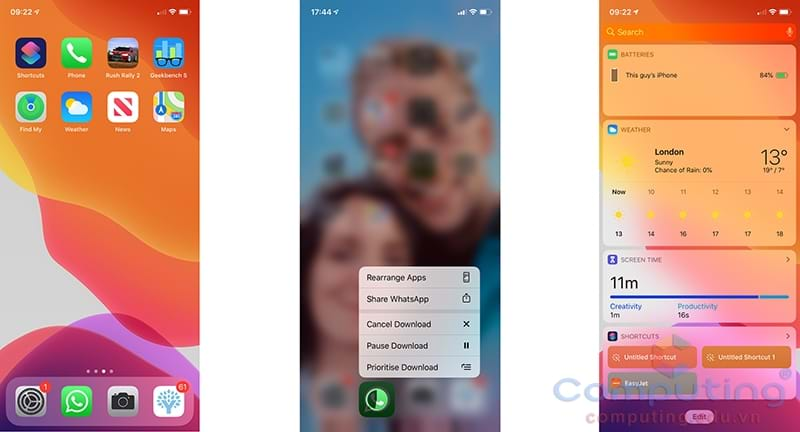 09:22
Shortcuts Phone Rush Rally 2 Geekbench 5
Find My Weather News Maps
1
61
17:44
Rearrange Apps
Share WhatsApp
Cancel Download
Pause Download
Prioritise Download
09:22
Search
BATTERIES
This guy's iPhone 84%
WEATHER
London
Sunny
Chance of Rain: 0%
13°
19° / 7°
Now 10 11 12 13 14
13 14 16 17 17 18
SCREEN TIME
11m
Creativity Productivity
1m 16s
SHORTCUTS
Untitled Shortcut Untitled Shortcut 1
EasyJet
Edit
Computing